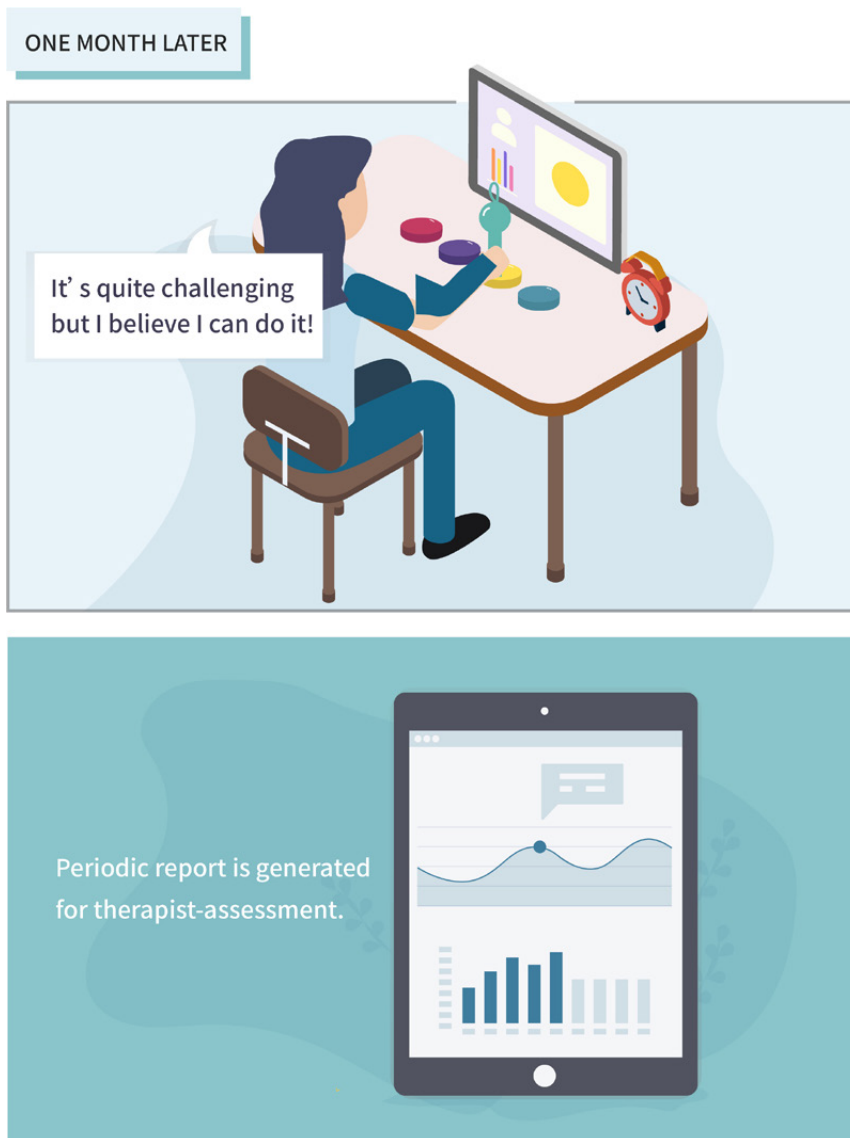 ONE MONTH LATER
It's quite challenging
but I believe I can do it!
Periodic report is generated
for therapist-assessment.